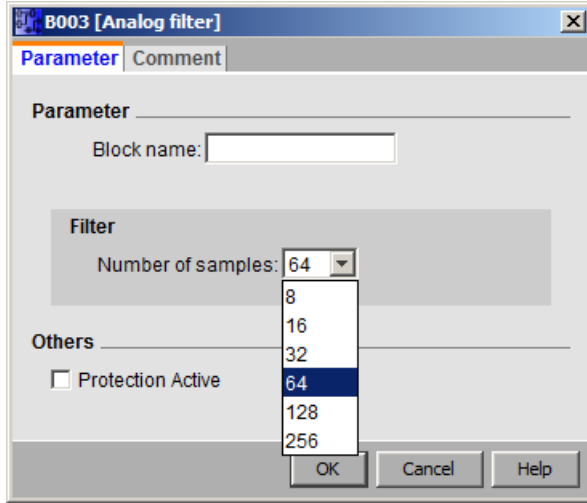 B003 [Analog filter]
Parameter Comment
Parameter
Block name:
Filter
Number of samples: 64
8
16
32
64
128
256
Others
Protection Active
OK Cancel Help